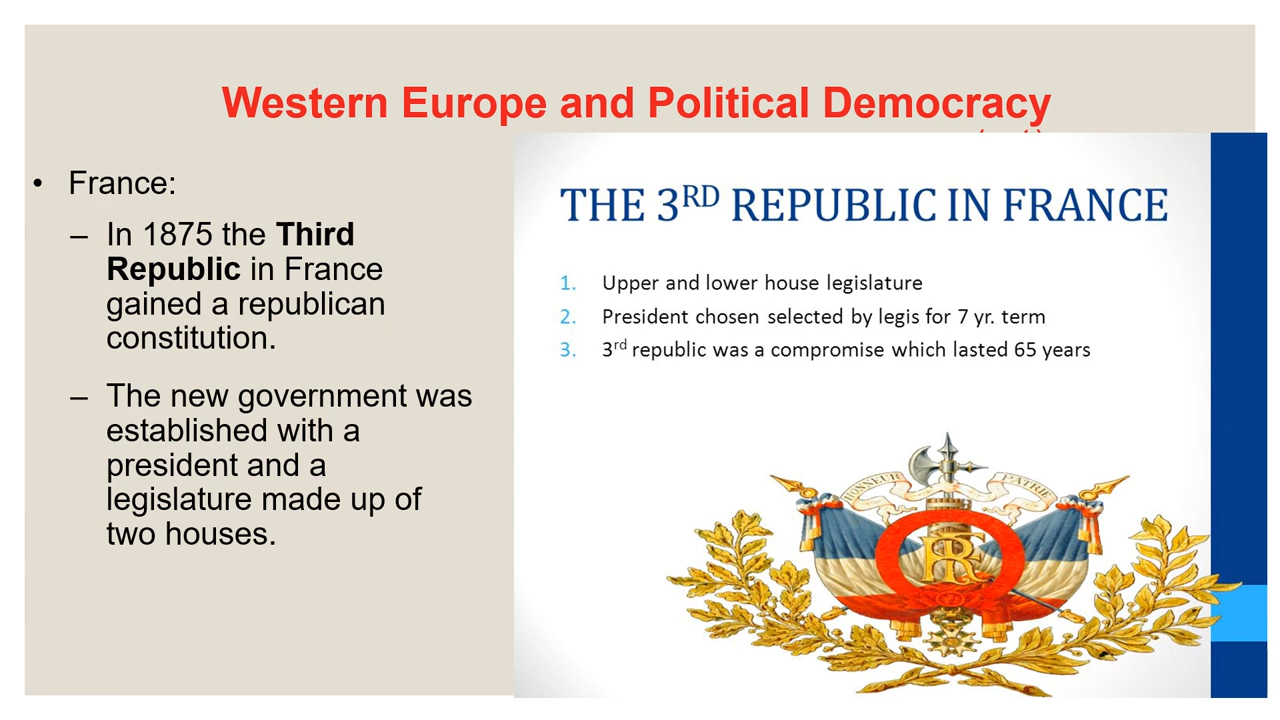 Western Europe and Political Democracy
• France:
– In 1875 the Third
Republic in France
gained a republican
constitution.
– The new government was
established with a
president and a
legislature made up of
two houses.
THE 3RD REPUBLIC IN FRANCE
1. Upper and lower house legislature
2. President chosen selected by legis for 7 yr. term
3. 3rd republic was a compromise which lasted 65 years
HONNEUR PATRIE
RF